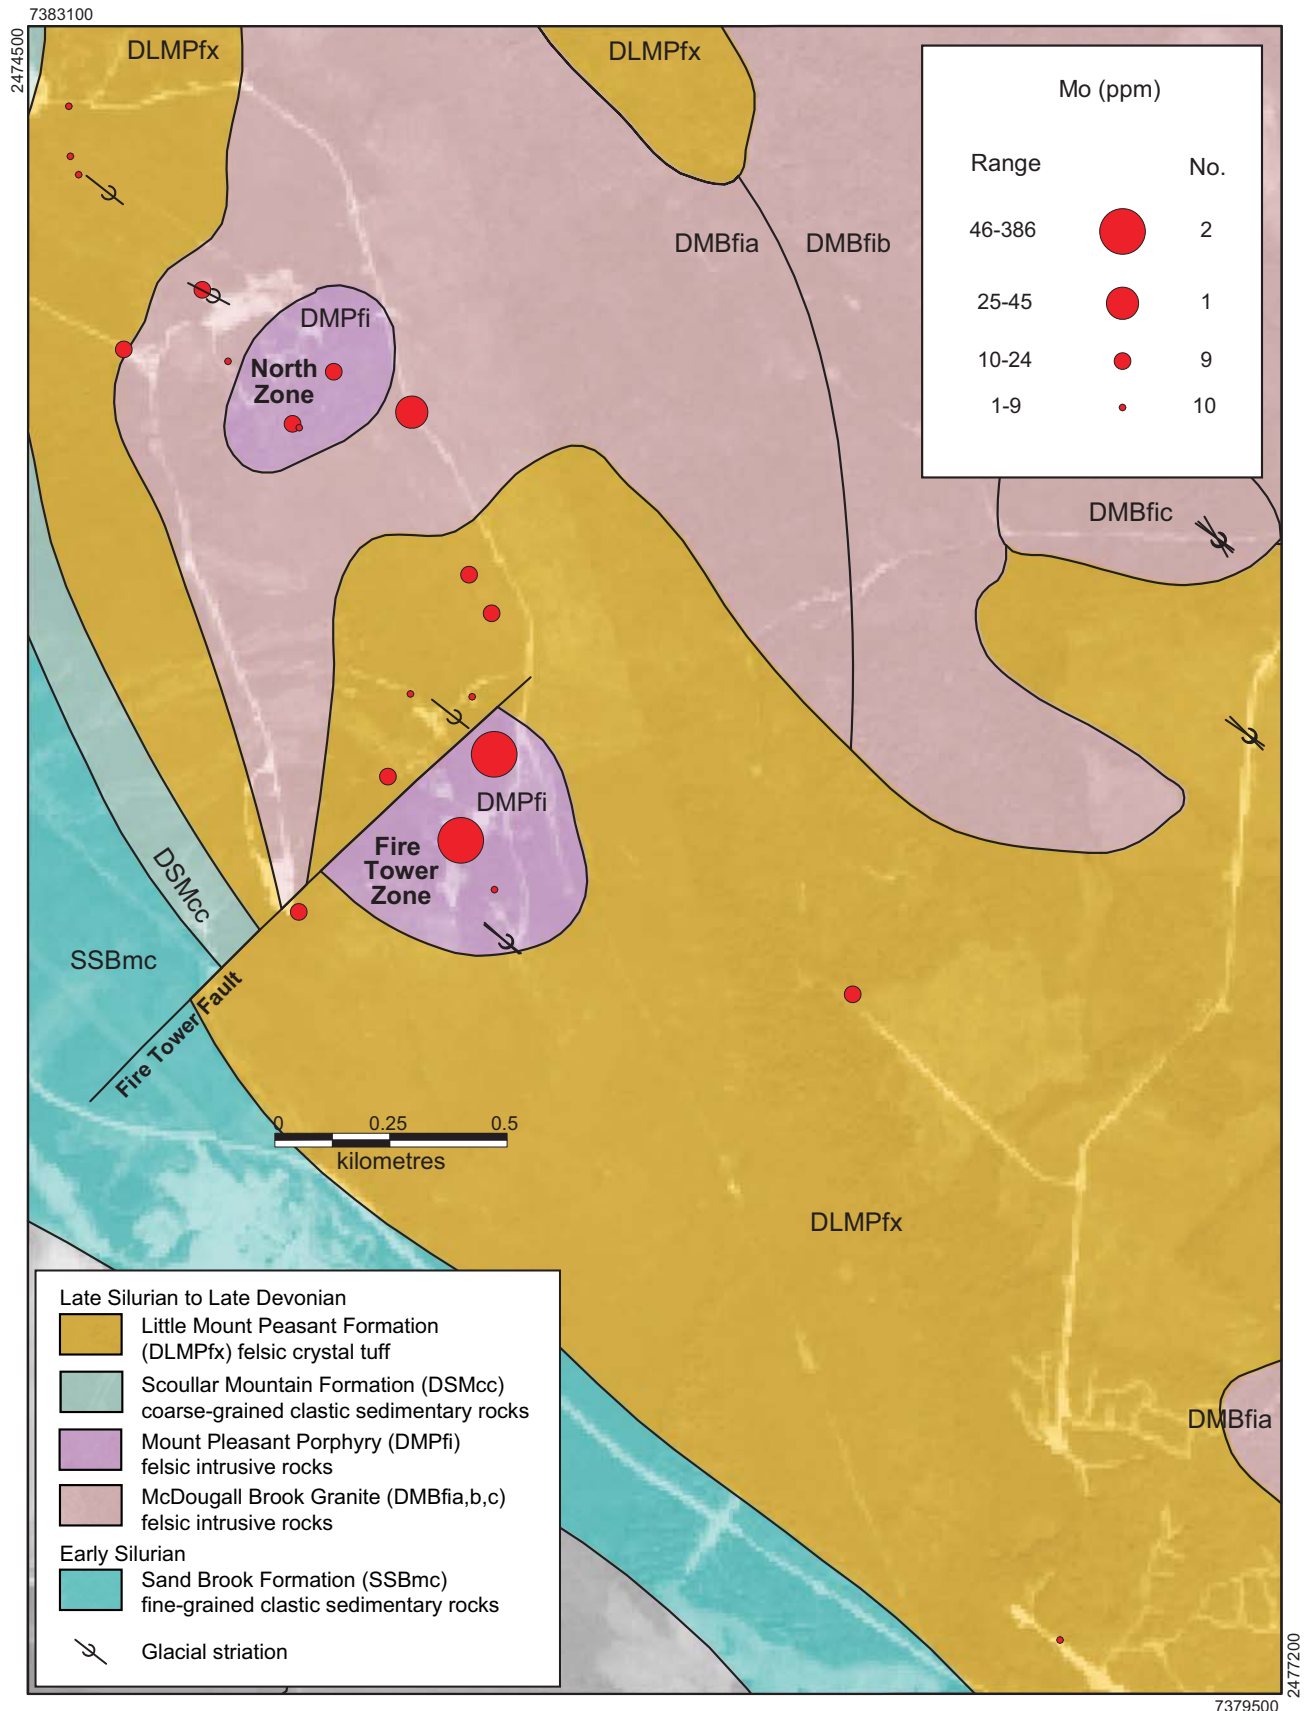 7383100
2474500
DLMPfx
DLMPfx
Mo (ppm)
Range
No.
46-386
2
25-45
1
10-24
9
1-9
10
DMBfia
DMBfib
DMPfi
North
Zone
DMBfic
DMPfi
Fire
Tower
Zone
DSMcc
SSBmc
Fire Tower Fault
0
0.25
0.5
kilometres
DLMPfx
DMBfia
Late Silurian to Late Devonian
Little Mount Peasant Formation
(DLMPfx) felsic crystal tuff
Scoullar Mountain Formation (DSMcc)
coarse-grained clastic sedimentary rocks
Mount Pleasant Porphyry (DMPfi)
felsic intrusive rocks
McDougall Brook Granite (DMBfia,b,c)
felsic intrusive rocks
Early Silurian
Sand Brook Formation (SSBmc)
fine-grained clastic sedimentary rocks
Glacial striation
2477200
7379500